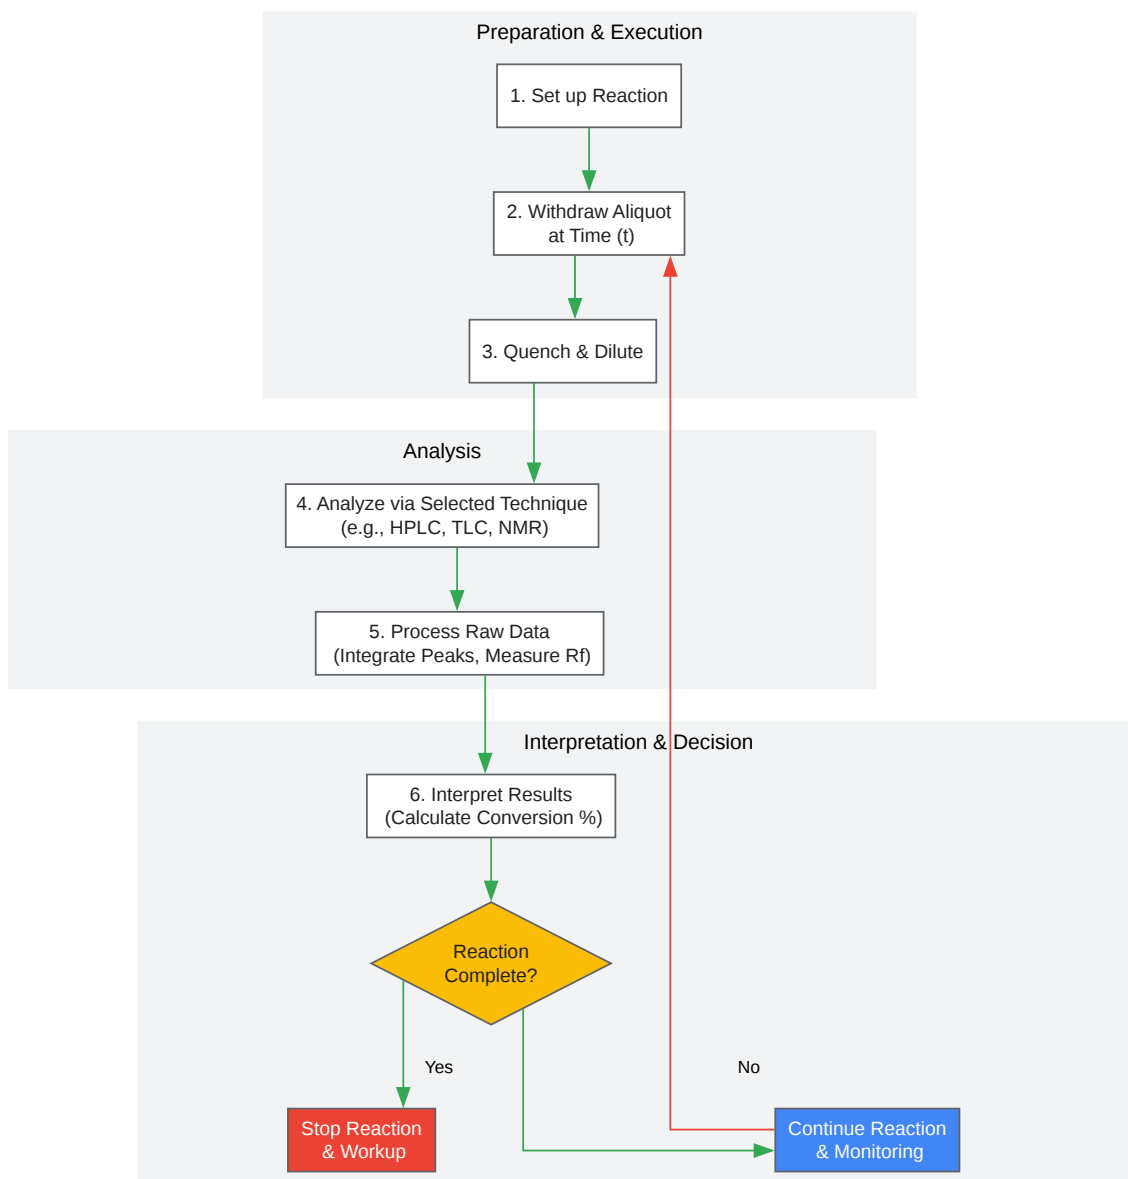 Preparation & Execution
1. Set up Reaction
2. Withdraw Aliquot
at Time (t)
3. Quench & Dilute
Analysis
4. Analyze via Selected Technique
(e.g., HPLC, TLC, NMR)
5. Process Raw Data
(Integrate Peaks, Measure Rf)
Interpretation & Decision
6. Interpret Results
(Calculate Conversion %)
Reaction
Complete?
Yes
No
Stop Reaction
& Workup
Continue Reaction
& Monitoring